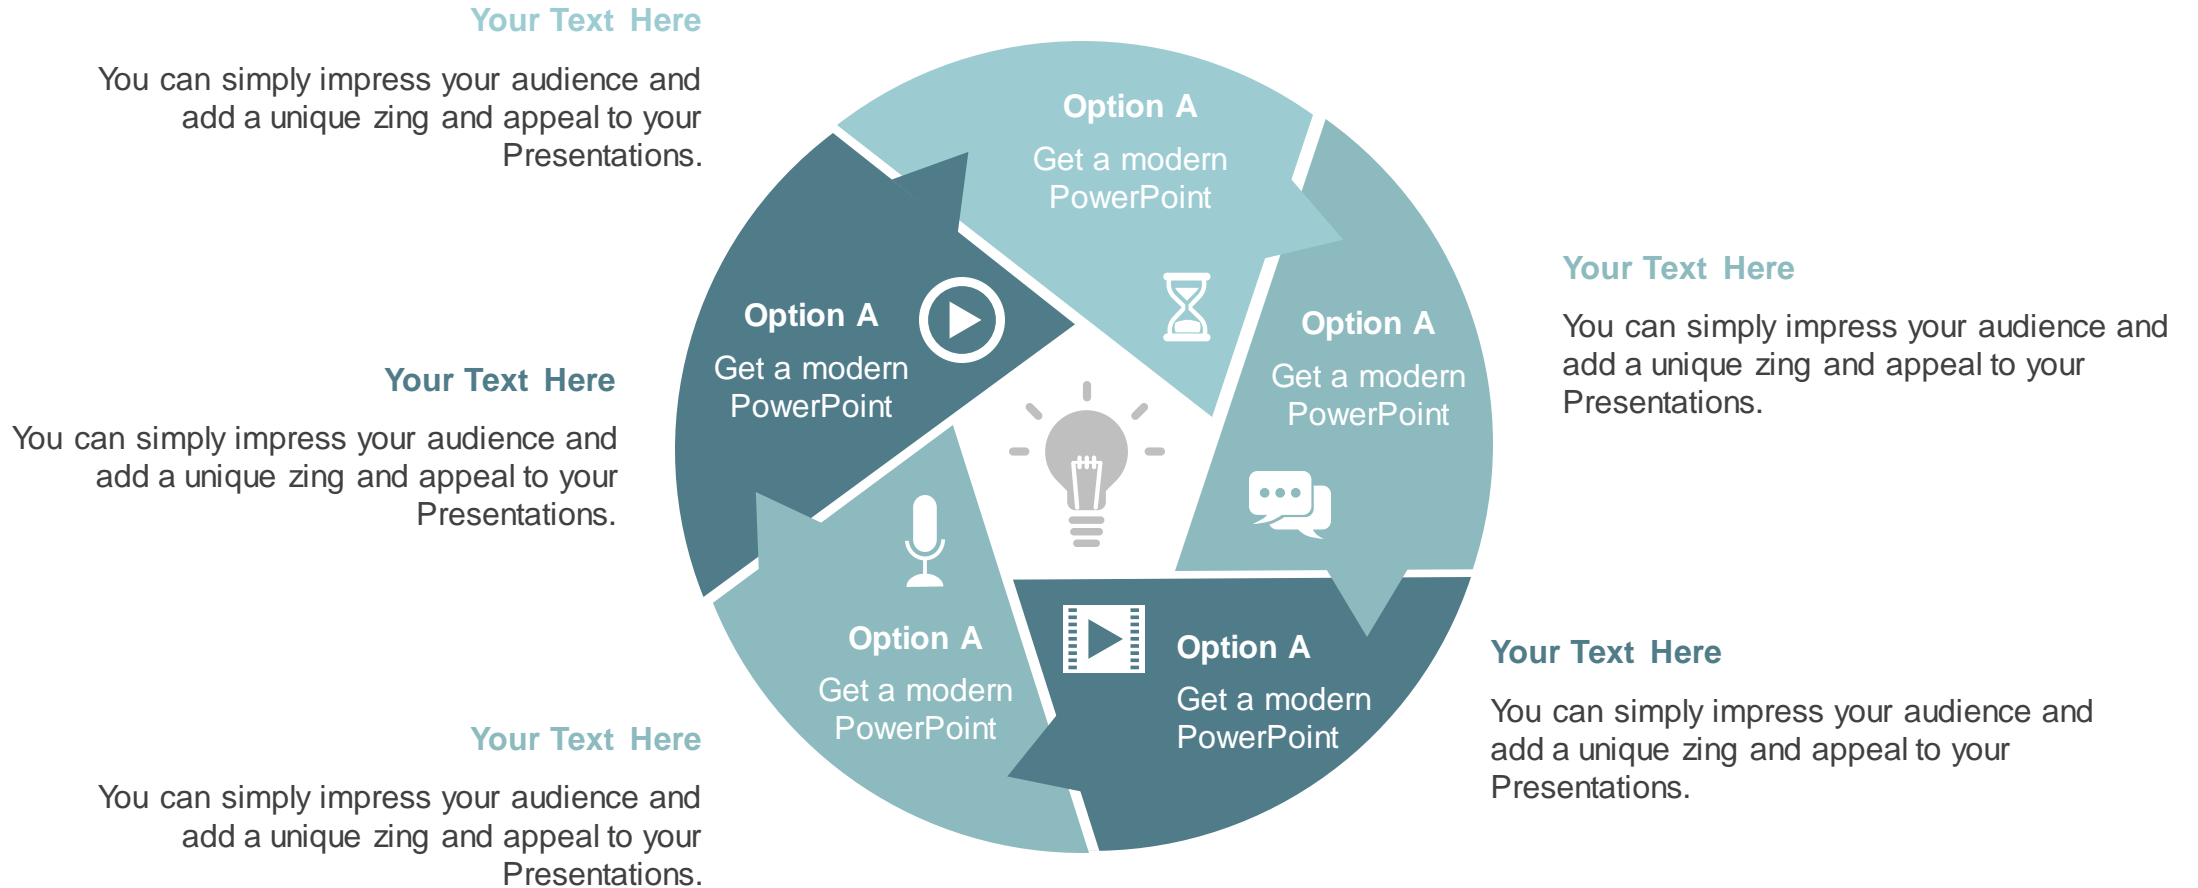 Your Text Here
You can simply impress your audience and
add a unique zing and appeal to your
Presentations.
Your Text Here
You can simply impress your audience and
add a unique zing and appeal to your
Presentations.
Your Text Here
You can simply impress your audience and
add a unique zing and appeal to your
Presentations.
Option A
Get a modern
PowerPoint
Option A
Get a modern
PowerPoint
Option A
Get a modern
PowerPoint
Option A
Get a modern
PowerPoint
Option A
Get a modern
PowerPoint
Your Text Here
You can simply impress your audience and
add a unique zing and appeal to your
Presentations.
Your Text Here
You can simply impress your audience and
add a unique zing and appeal to your
Presentations.